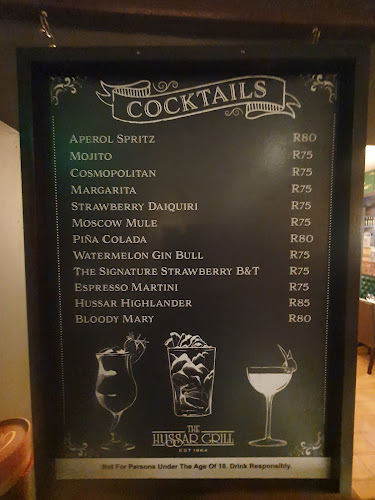 COCKTAILS
APEROL SPRITZ R80
MOJITO R75
COSMOPOLITAN R75
MARGARITA R75
STRAWBERRY DAIQUIRI R75
MOSCOW MULE R75
PIÑA COLADA R80
WATERMELON GIN BULL R75
THE SIGNATURE STRAWBERRY B&T R75
ESPRESSO MARTINI R75
HUSSAR HIGHLANDER R85
BLOODY MARY R80
THE
HUSSAR GRILL
EST 1964
Not For Persons Under The Age Of 18. Drink Responsibly.